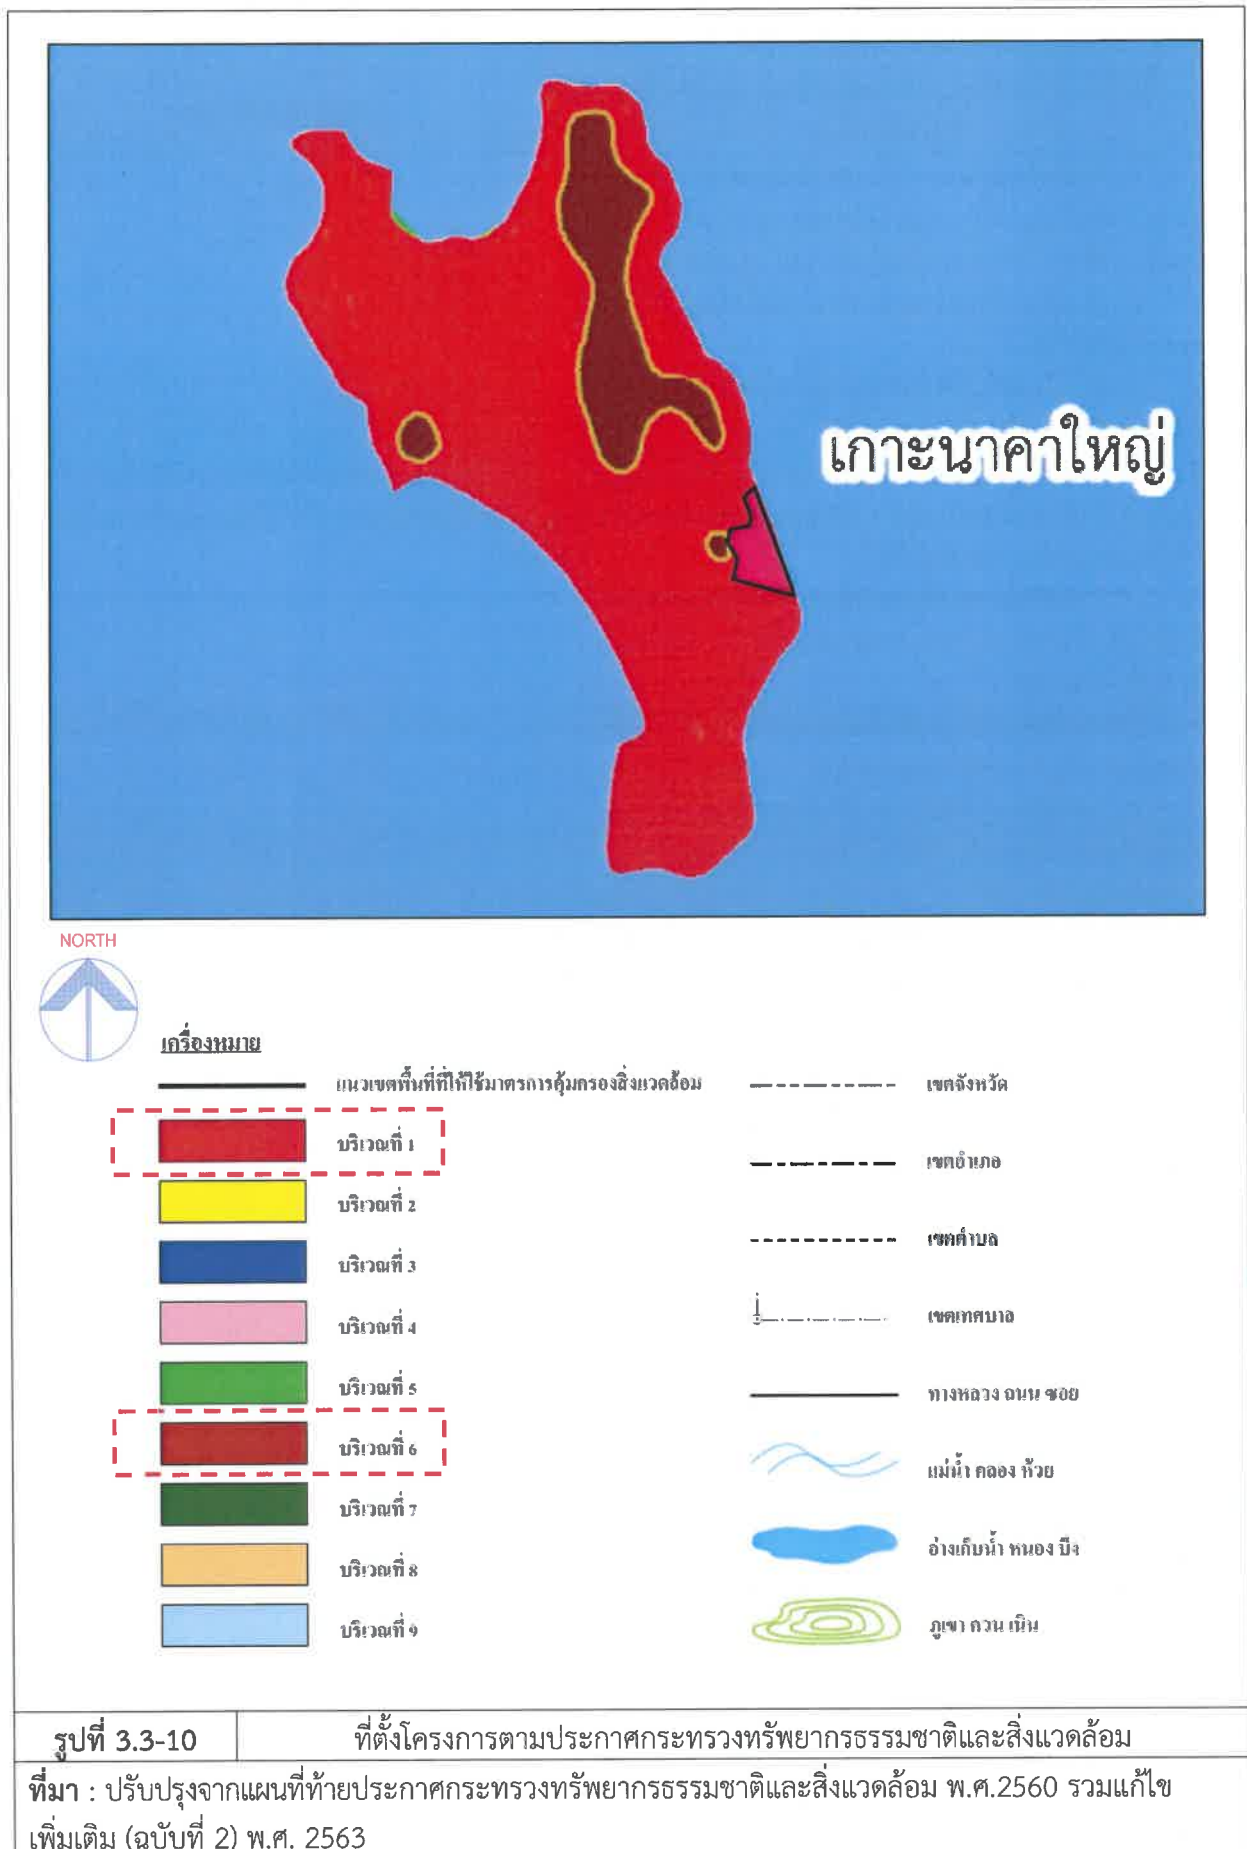 เกาะนาคาใหญ่
NORTH
เครื่องหมาย
แนวเขตพื้นที่ที่ให้ใช้มาตรการคุ้มครองสิ่งแวดล้อม
บริเวณที่ 1
บริเวณที่ 2
บริเวณที่ 3
บริเวณที่ 4
บริเวณที่ 5
บริเวณที่ 6
บริเวณที่ 7
บริเวณที่ 8
บริเวณที่ 9
เขตจังหวัด
เขตอำเภอ
เขตตำบล
เขตเทศบาล
ทางหลวง ถนน ซอย
แม่น้ำ คลอง ห้วย
อ่างเก็บน้ำ หนอง บึง
ภูเขา ควน เนิน
รูปที่ 3.3-10 ที่ตั้งโครงการตามประกาศกระทรวงทรัพยากรธรรมชาติและสิ่งแวดล้อม
ที่มา : ปรับปรุงจากแผนที่ท้ายประกาศกระทรวงทรัพยากรธรรมชาติและสิ่งแวดล้อม พ.ศ.2560 รวมแก้ไข
เพิ่มเติม (ฉบับที่ 2) พ.ศ. 2563